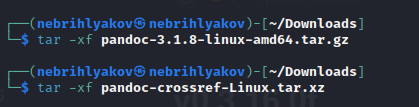 ┌──(nebrihlyakov㉿nebrihlyakov)-[~/Downloads]
└─$ tar -xf pandoc-3.1.8-linux-amd64.tar.gz
┌──(nebrihlyakov㉿nebrihlyakov)-[~/Downloads]
└─$ tar -xf pandoc-crossref-Linux.tar.xz